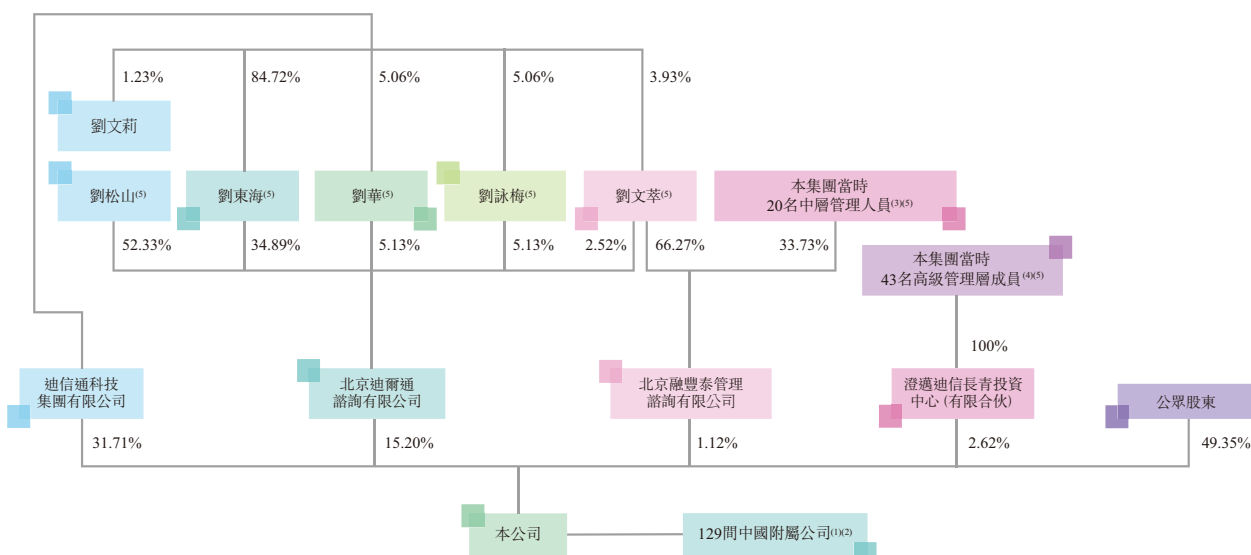 1.23%
84.72%
5.06%
5.06%
3.93%
劉文莉
劉松山(5)
劉東海(5)
劉華(5)
劉詠梅(5)
劉文萃(5)
本集團當時
20名中層管理人員(3)(5)
52.33%
34.89%
5.13%
5.13%
2.52%
66.27%
33.73%
本集團當時
43名高級管理層成員(4)(5)
100%
迪信通科技
集團有限公司
北京迪爾通
諮詢有限公司
北京融豐泰管理
諮詢有限公司
澄邁迪信長青投資
中心 (有限合伙)
公眾股東
31.71%
15.20%
1.12%
2.62%
49.35%
本公司
129間中國附屬公司(1)(2)